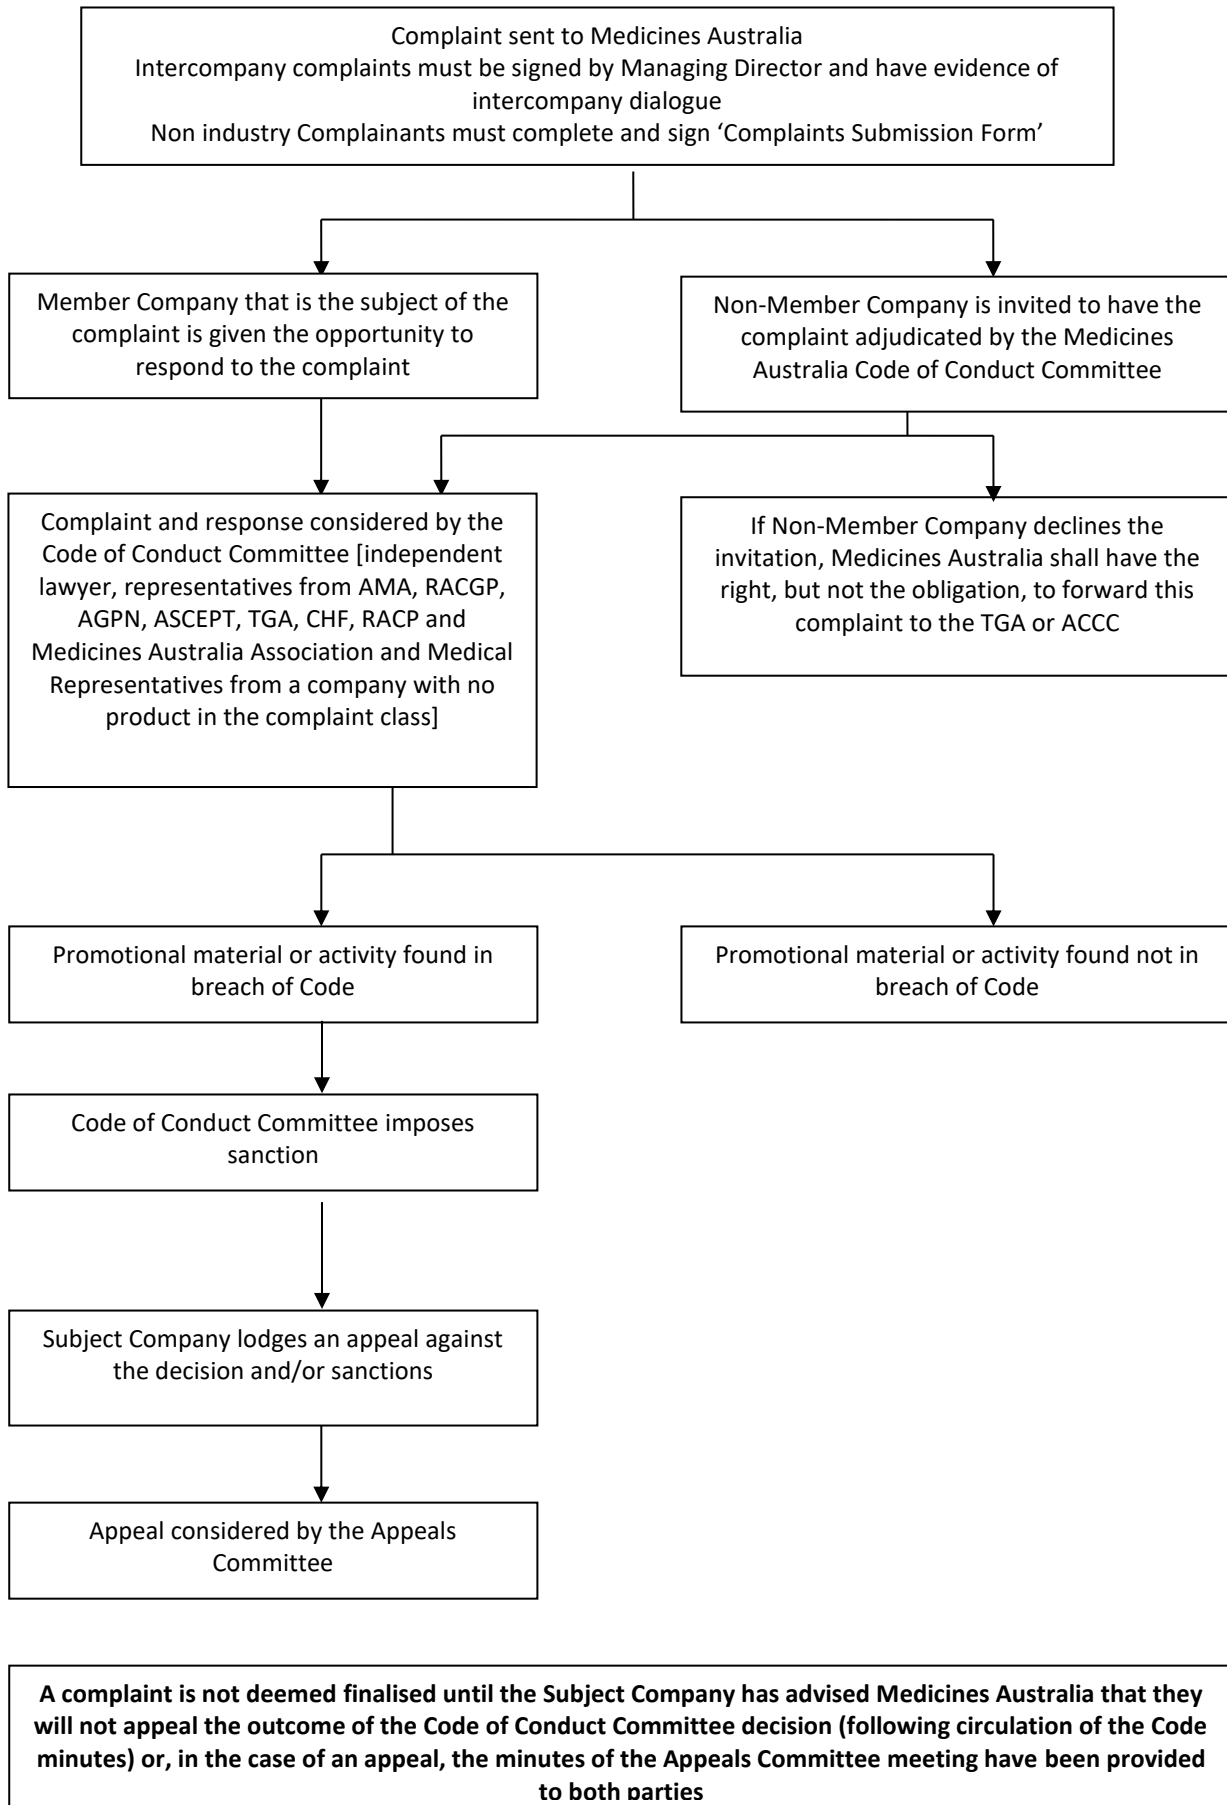 Complaint sent to Medicines Australia
Intercompany complaints must be signed by Managing Director and have evidence of
intercompany dialogue
Non industry Complainants must complete and sign ‘Complaints Submission Form’
Member Company that is the subject of the
complaint is given the opportunity to
respond to the complaint
Non-Member Company is invited to have the
complaint adjudicated by the Medicines
Australia Code of Conduct Committee
Complaint and response considered by the
Code of Conduct Committee [independent
lawyer, representatives from AMA, RACGP,
AGPN, ASCEPT, TGA, CHF, RACP and
Medicines Australia Association and Medical
Representatives from a company with no
product in the complaint class]
If Non-Member Company declines the
invitation, Medicines Australia shall have the
right, but not the obligation, to forward this
complaint to the TGA or ACCC
Promotional material or activity found in
breach of Code
Promotional material or activity found not in
breach of Code
Code of Conduct Committee imposes
sanction
Subject Company lodges an appeal against
the decision and/or sanctions
Appeal considered by the Appeals
Committee
A complaint is not deemed finalised until the Subject Company has advised Medicines Australia that they
will not appeal the outcome of the Code of Conduct Committee decision (following circulation of the Code
minutes) or, in the case of an appeal, the minutes of the Appeals Committee meeting have been provided
to both parties